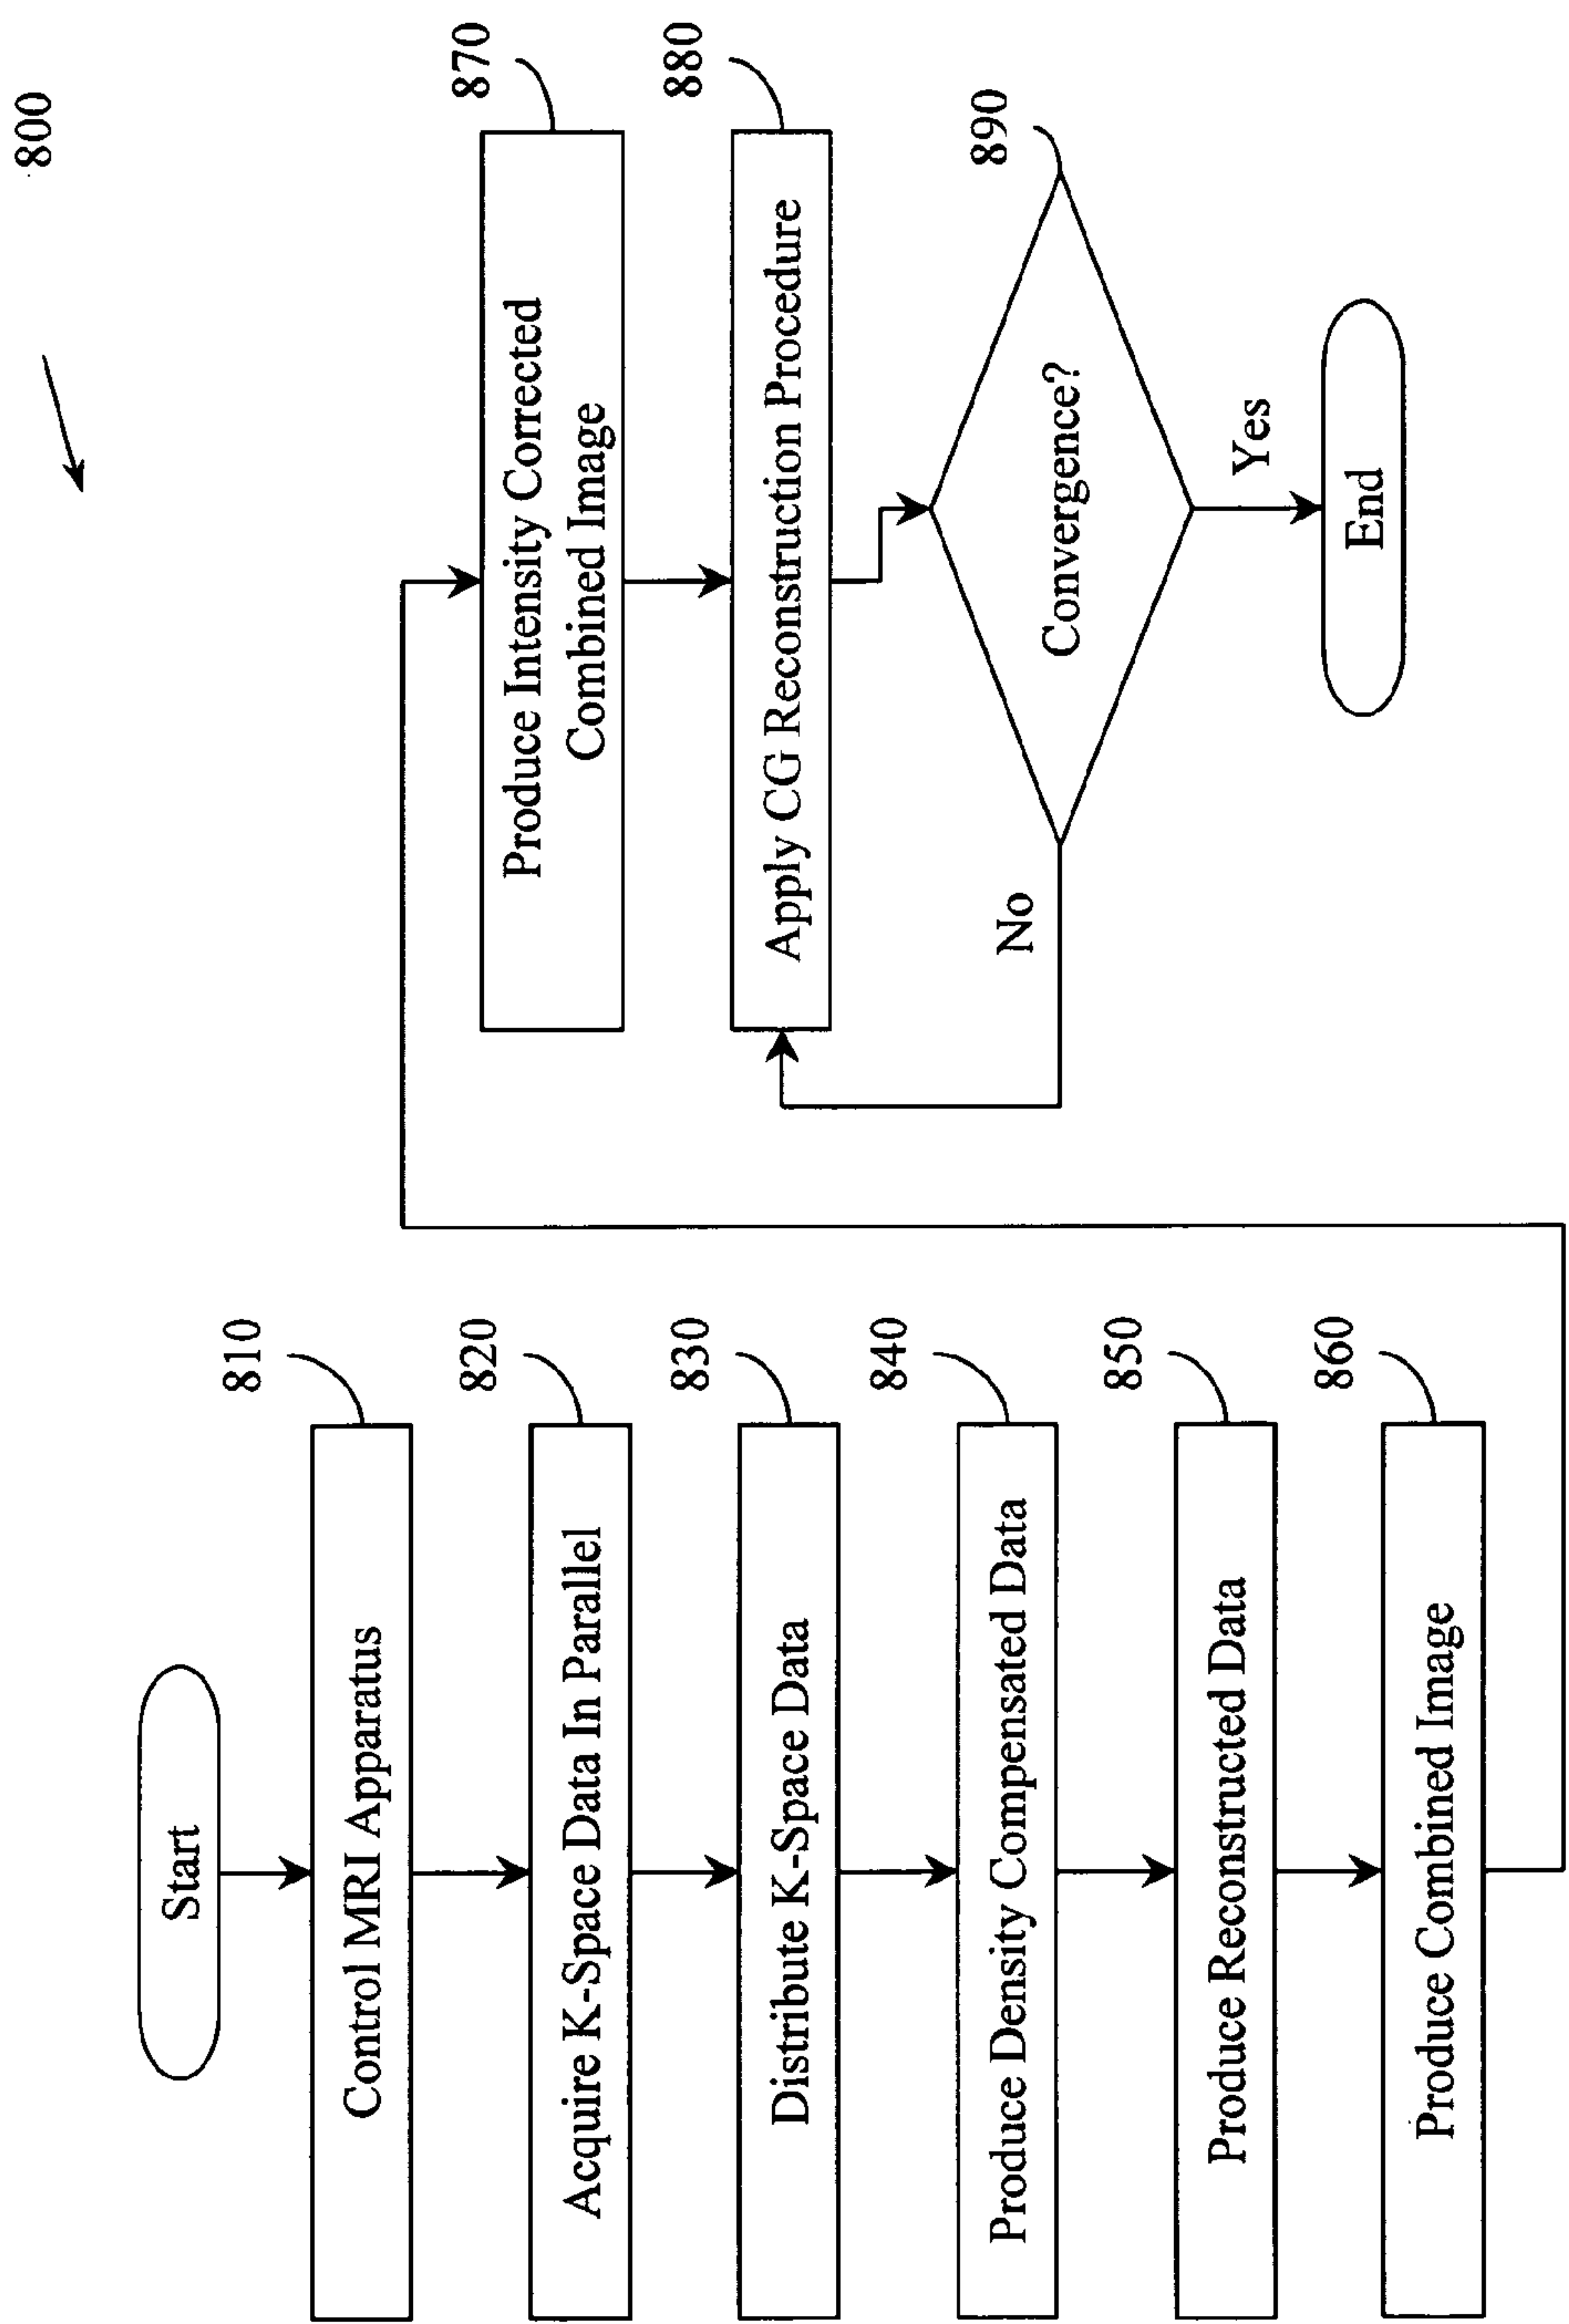 800
Start
Control MRI Apparatus
810
Acquire K-Space Data In Parallel
820
Distribute K-Space Data
830
Produce Density Compensated Data
840
Produce Reconstructed Data
850
Produce Combined Image
860
Produce Intensity Corrected
Combined Image
870
Apply CG Reconstruction Procedure
880
Convergence?
890
No
Yes
End